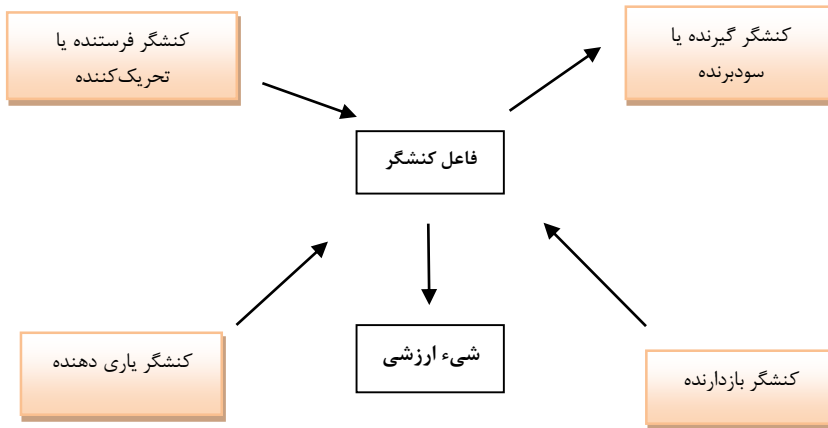 کنشگر گیرنده یا
سودبرنده
کنشگر فرستنده یا
تحریک‌کننده
فاعل کنشگر
شیء ارزشی
کنشگر بازدارنده
کنشگر یاری دهنده